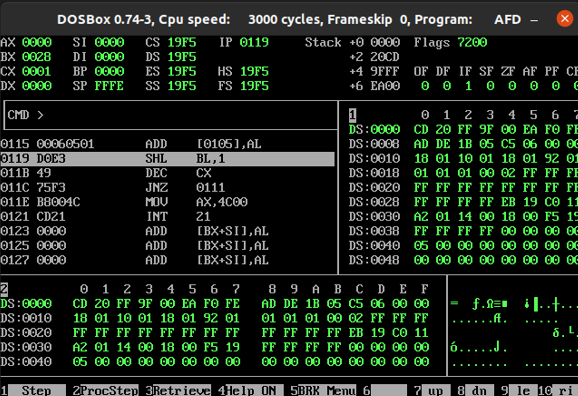 DOSBox 0.74-3, Cpu speed: 3000 cycles, Frameskip 0, Program: AFD
AX 0000 SI 0000 CS 19F5 IP 0119 Stack +0 0000 Flags 7200
BX 0028 DI 0000 DS 19F5 +2 20CD
CX 0001 BP 0000 ES 19F5 HS 19F5 +4 9FFF OF DF IF SF ZF AF PF
DX 0000 SP FFFE SS 19F5 FS 19F5 +6 EA00 0 0 1 0 0 0 0
CMD >
0115 00060501 ADD [0105],AL
0119 D0E3 SHL BL,1
011B 49 DEC CX
011C 75F3 JNZ 0111
011E B8004C MOV AX,4C00
0121 CD21 INT 21
0123 0000 ADD [BX+SI],AL
0125 0000 ADD [BX+SI],AL
0127 0000 ADD [BX+SI],AL
1 0 1 2 3 4 5 6
DS:0000 CD 20 FF 9F 00 EA F0
DS:0008 AD DE 1B 05 C5 06 00
DS:0010 18 01 10 01 18 01 92
DS:0018 01 01 01 00 02 FF FF
DS:0020 FF FF FF FF FF FF FF
DS:0028 FF FF FF FF EB 19 C0
DS:0030 A2 01 14 00 18 00 F5
DS:0038 FF FF FF FF 00 00 00
DS:0040 05 00 00 00 00 00 00
DS:0048 00 00 00 00 00 00 00
2 0 1 2 3 4 5 6 7 8 9 A B C D E F
DS:0000 CD 20 FF 9F 00 EA F0 FE AD DE 1B 05 C5 06 00 00
DS:0010 18 01 10 01 18 01 92 01 01 01 01 00 02 FF FF FF
DS:0020 FF FF FF FF FF FF FF FF FF FF FF FF EB 19 C0 11
DS:0030 A2 01 14 00 18 00 F5 19 FF FF FF FF 00 00 00 00
DS:0040 05 00 00 00 00 00 00 00 00 00 00 00 00 00 00 00
1 Step 2ProcStep 3Retrieve 4Help ON 5BRK Menu 6 7 up 8 dn 9 le 10 ri